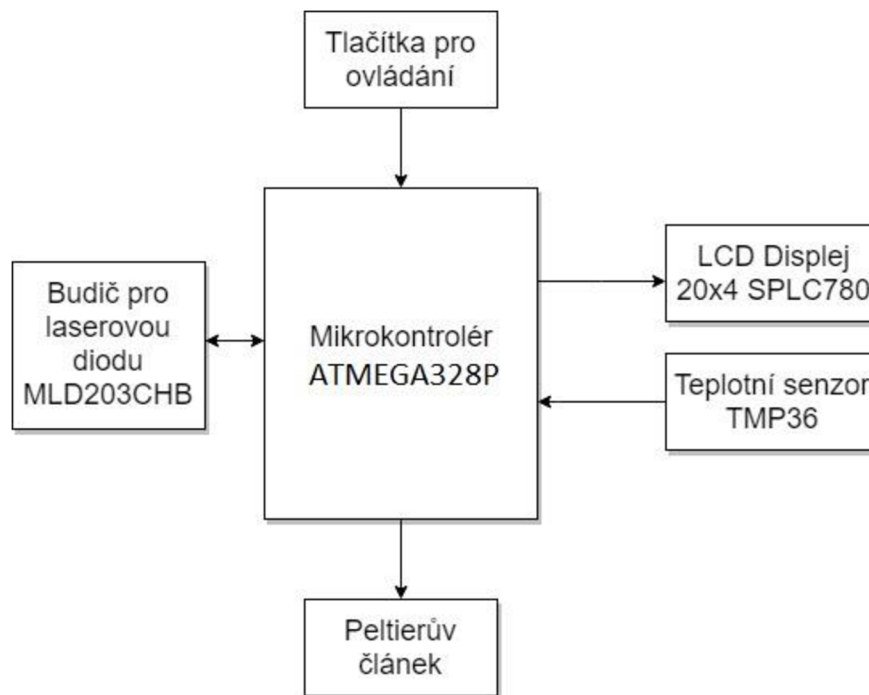 Tlačítka pro
ovládání
Budič pro
laserovou
diodu
MLD203CHB
Mikrokontrolér
ATMEGA328P
LCD Displej
20x4 SPLC780
Teplotní senzor
TMP36
Peltierův
článek